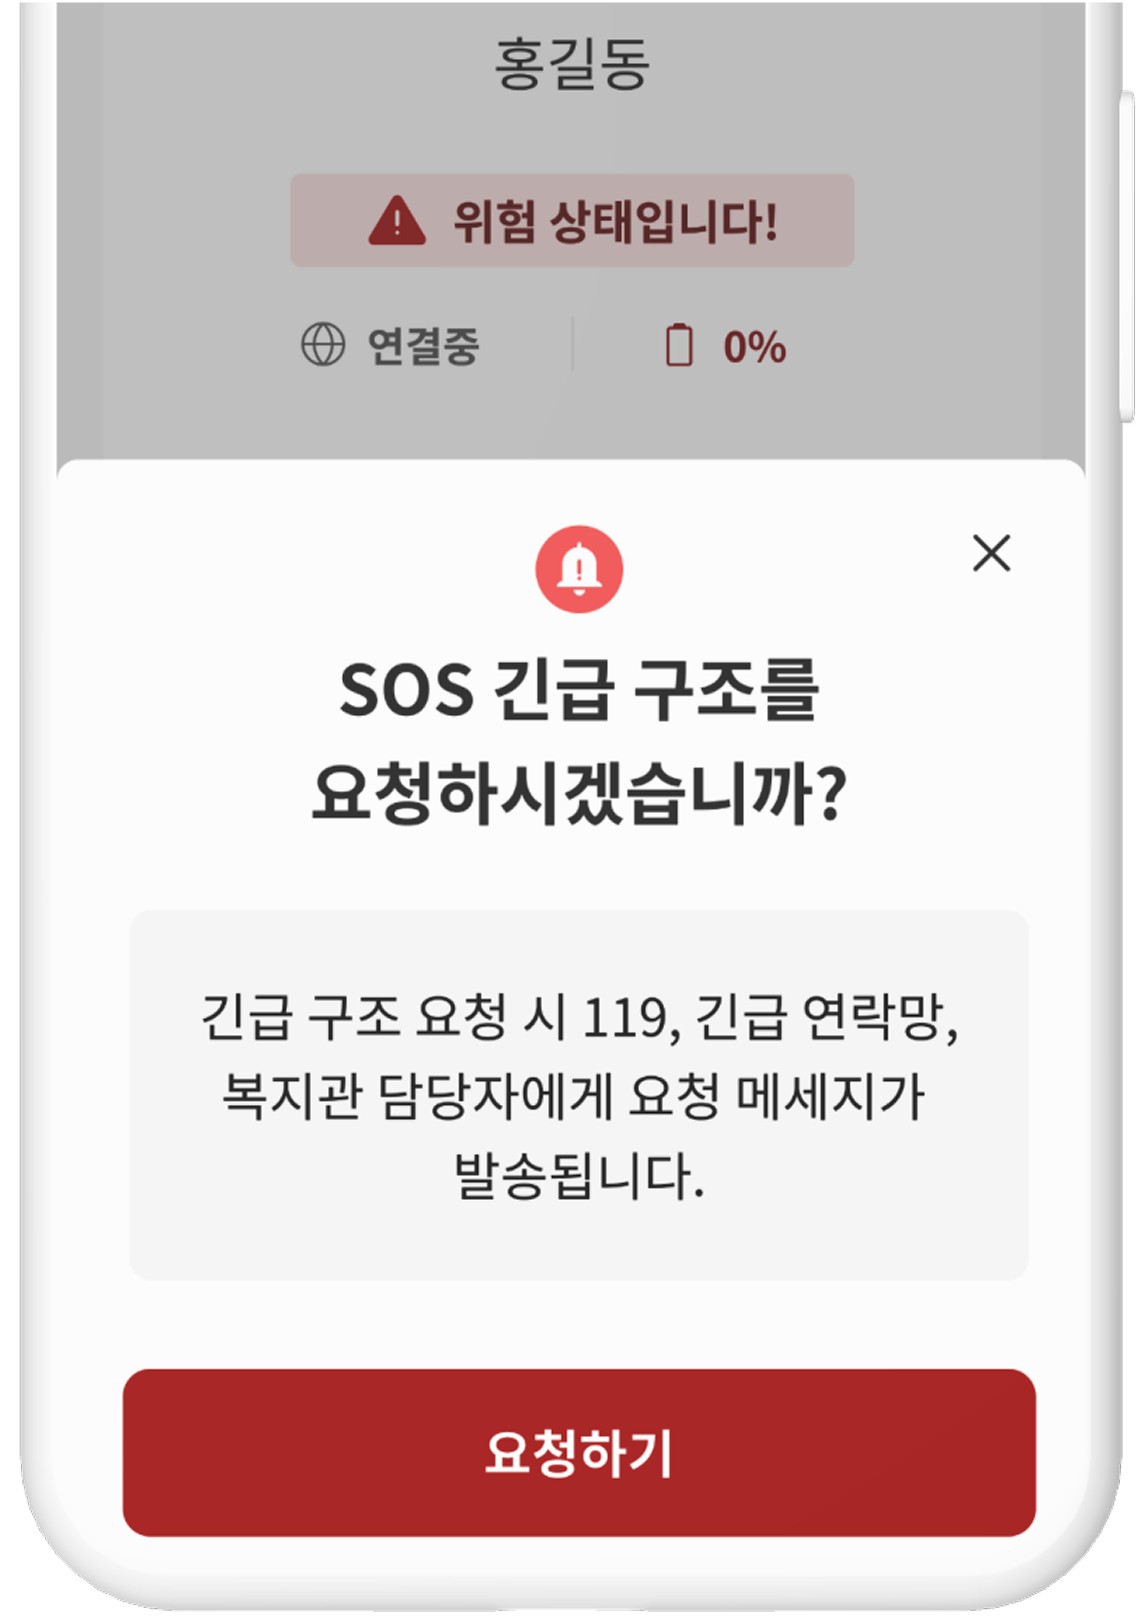 홍길동
위험 상태입니다!
연결중 0%
SOS 긴급 구조를
요청하시겠습니까?
긴급 구조 요청 시 119, 긴급 연락망,
복지관 담당자에게 요청 메세지가
발송됩니다.
요청하기